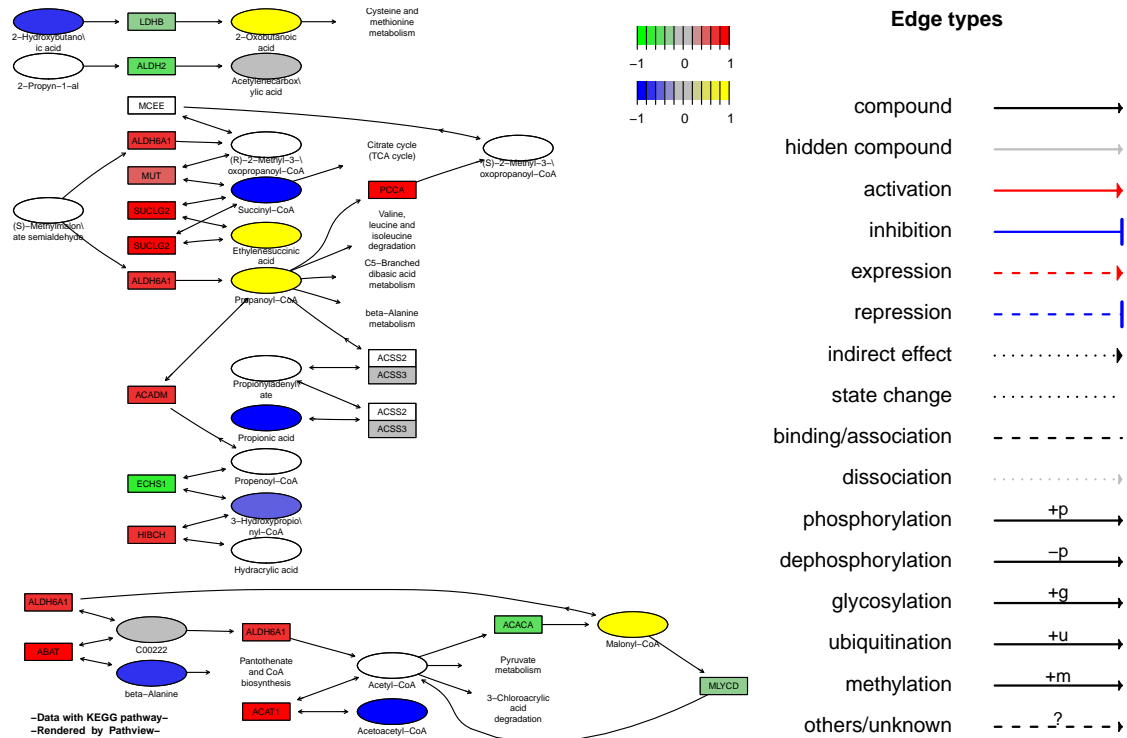 LDHB
2−Hydroxybutano\
ic acid
2−Oxobutanoic
acid
Cysteine and
methionine
metabolism
ALDH2
2−Propyn−1−al
Acetylenecarbox\
ylic acid
−1 0 1
−1 0 1
MCEE
ALDH6A1
(R)−2−Methyl−3−\
oxopropanoyl−CoA
Citrate cycle
(TCA cycle)
(S)−2−Methyl−3−\
oxopropanoyl−CoA
MUT
Succinyl−CoA
PCCA
SUCLG2
(S)−Methylmalon\
ate semialdehyde
Valine,
leucine and
isoleucine
degradation
SUCLG2
Ethylenesuccinic
acid
ALDH6A1
Propanoyl−CoA
C5−Branched
dibasic acid
metabolism
beta−Alanine
metabolism
ACSS2
ACSS3
Propionyladenyl\
ate
ACADM
ACSS2
ACSS3
Propionic acid
Propenoyl−CoA
ECHS1
3−Hydroxypropio\
nyl−CoA
HIBCH
Hydracrylic acid
ALDH6A1
C00222
ALDH6A1
ACACA
Malonyl−CoA
ABAT
beta−Alanine
Pantothenate
and CoA
biosynthesis
Acetyl−CoA
Pyruvate
metabolism
MLYCD
3−Chloroacrylic
acid
degradation
ACAT1
Acetoacetyl−CoA
−Data with KEGG pathway−
−Rendered by Pathview−
Edge types
compound
hidden compound
activation
inhibition
expression
repression
indirect effect
state change
binding/association
dissociation
phosphorylation +p
dephosphorylation −p
glycosylation +g
ubiquitination +u
methylation +m
others/unknown ?